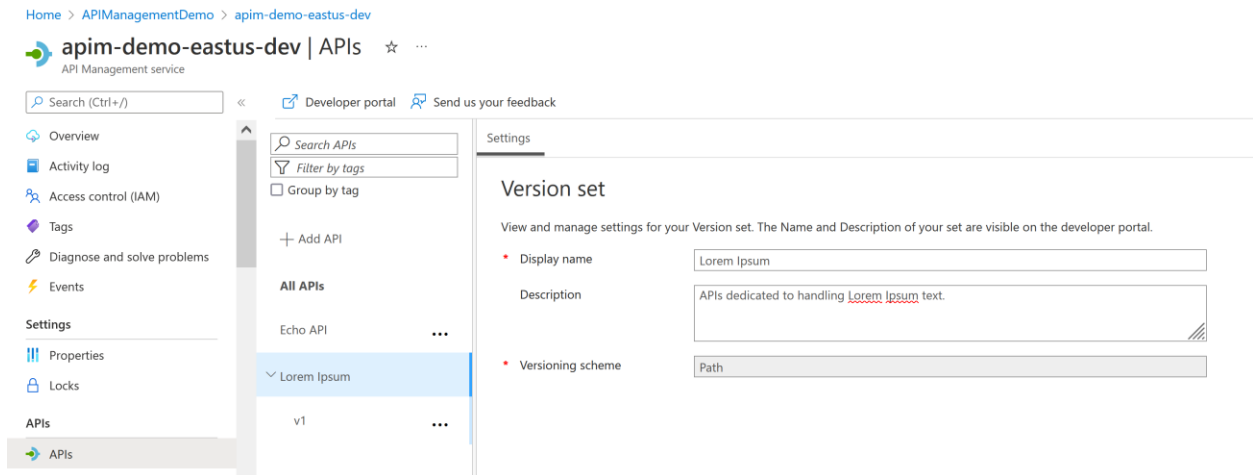 Home > APIManagementDemo > apim-demo-eastus-dev
apim-demo-eastus-dev | APIs
API Management service
Search (Ctrl+/)
Overview
Activity log
Access control (IAM)
Tags
Diagnose and solve problems
Events
Settings
Properties
Locks
APIs
APIs
Developer portal
Send us your feedback
Search APIs
Filter by tags
Group by tag
+ Add API
All APIs
Echo API
Lorem Ipsum
v1
Settings
Version set
View and manage settings for your Version set. The Name and Description of your set are visible on the developer portal.
* Display name
Lorem Ipsum
Description
APIs dedicated to handling Lorem Ipsum text.
* Versioning scheme
Path